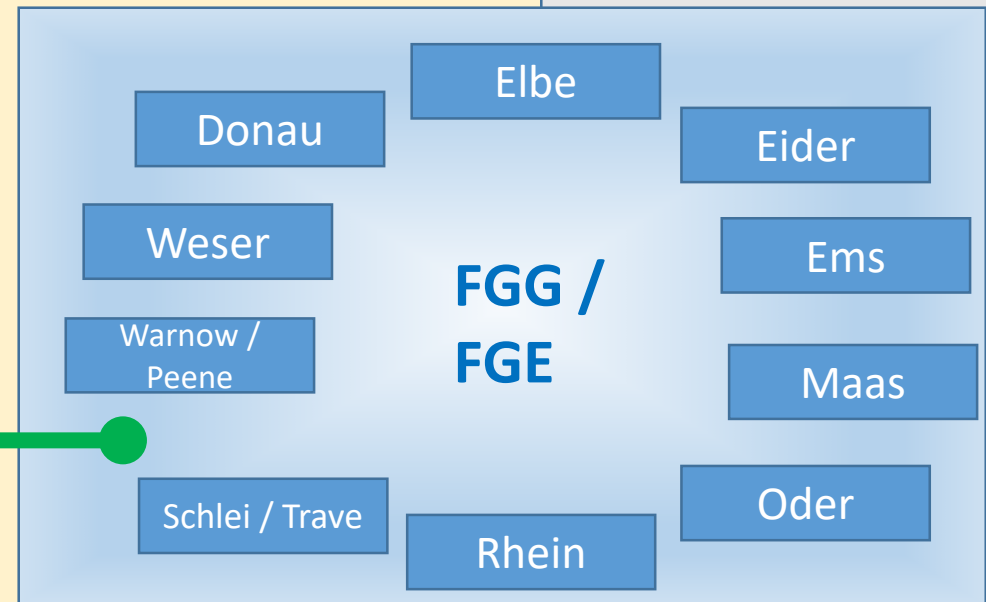 Elbe
Donau
Eider
Weser
Ems
FGG /
FGE
Warnow /
Peene
Maas
Schlei / Trave
Oder
Rhein